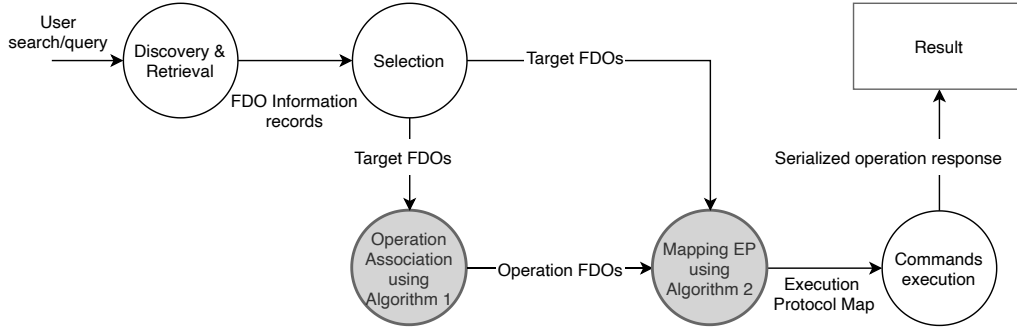 User
search/query
Discovery &
Retrieval
FDO Information
records
Selection
Target FDOs
Target FDOs
Operation
Association
using
Algorithm 1
Operation FDOs
Mapping EP
using
Algorithm 2
Execution
Protocol Map
Commands
execution
Serialized operation response
Result